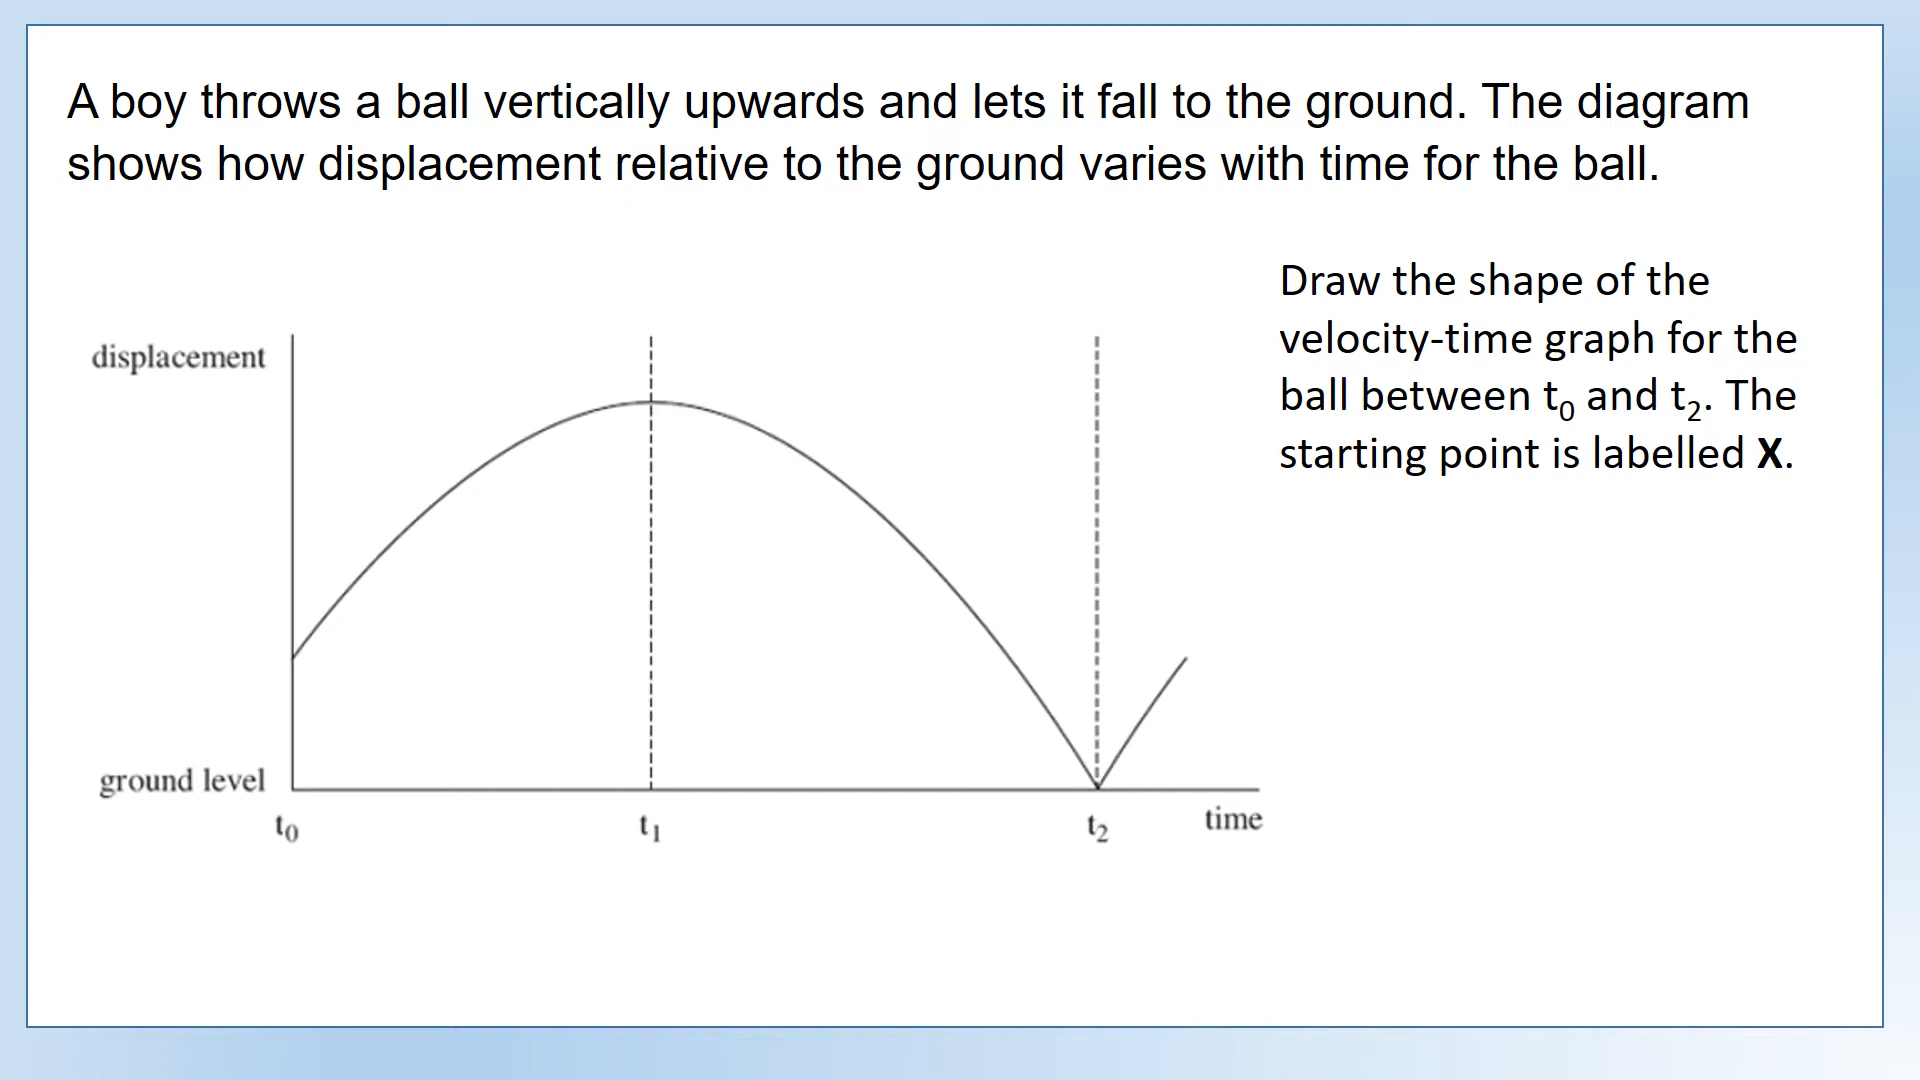 A boy throws a ball vertically upwards and lets it fall to the ground. The diagram
shows how displacement relative to the ground varies with time for the ball.
Draw the shape of the
velocity-time graph for the
ball between t₀ and t₂. The
starting point is labelled X.
displacement
ground level
t₀
t₁
t₂
time